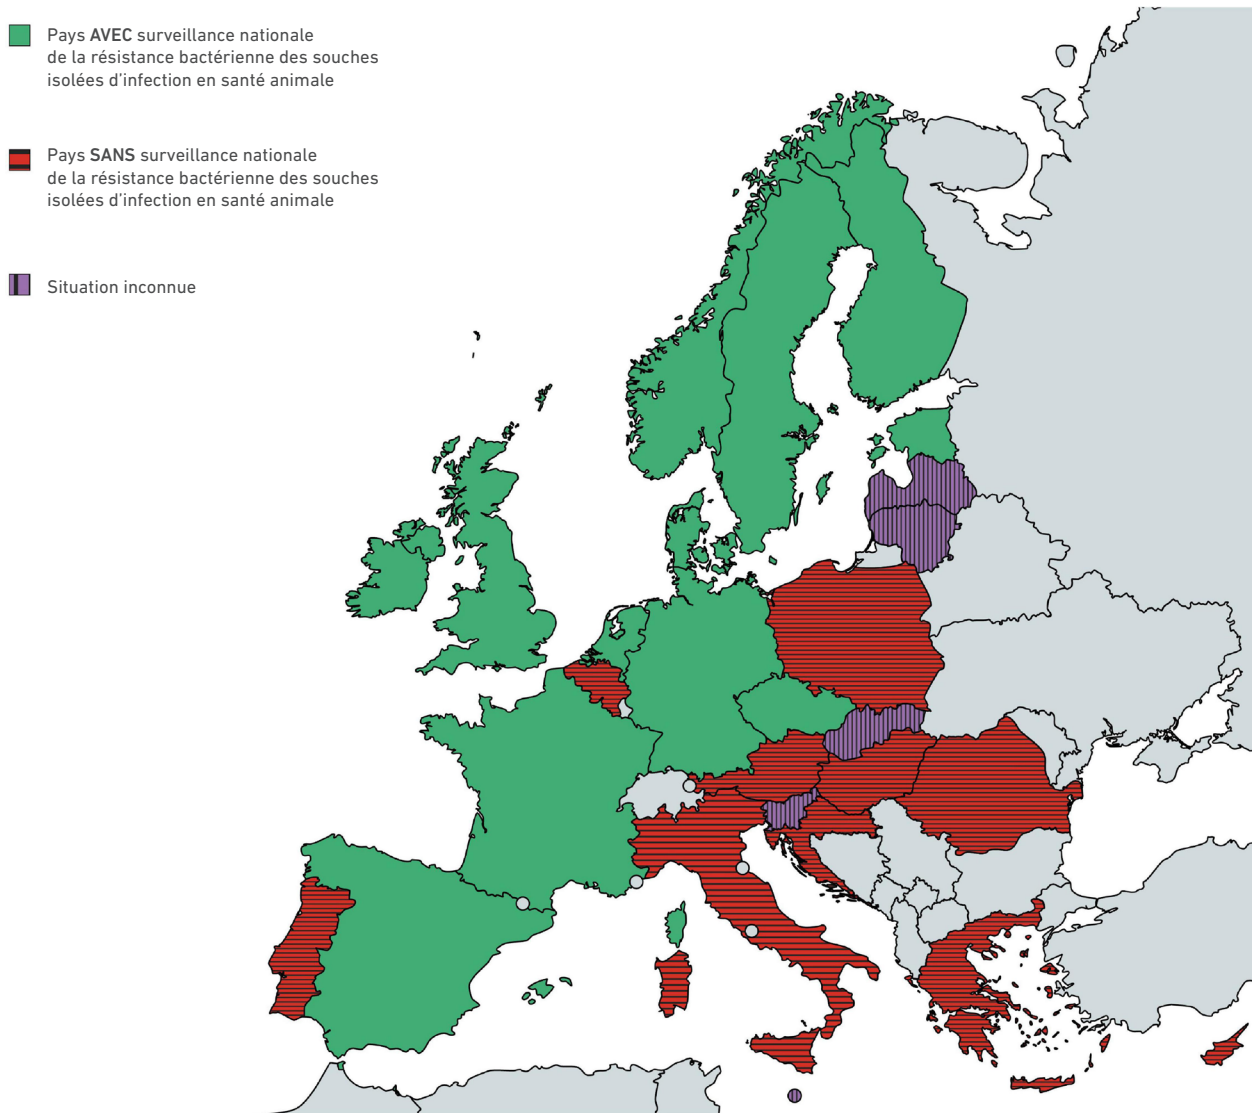 Pays AVEC surveillance nationale
de la résistance bactérienne des souches
isolées d’infection en santé animale
Pays SANS surveillance nationale
de la résistance bactérienne des souches
isolées d’infection en santé animale
Situation inconnue